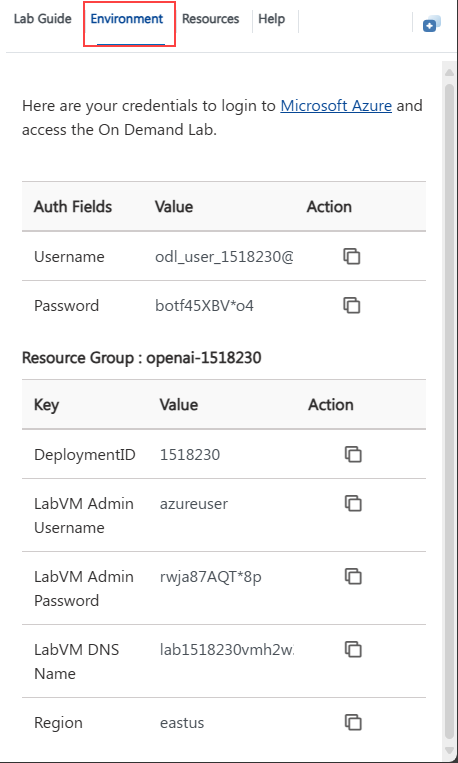 Lab Guide Environment Resources Help
Here are your credentials to login to Microsoft Azure and
access the On Demand Lab.
Auth Fields Value Action
Username odl_user_1518230@
Password botf45XBV*o4
Resource Group : openai-1518230
Key Value Action
DeploymentID 1518230
LabVM Admin azureuser
Username
LabVM Admin rwja87AQT*8p
Password
LabVM DNS lab1518230vmh2w.
Name
Region eastus